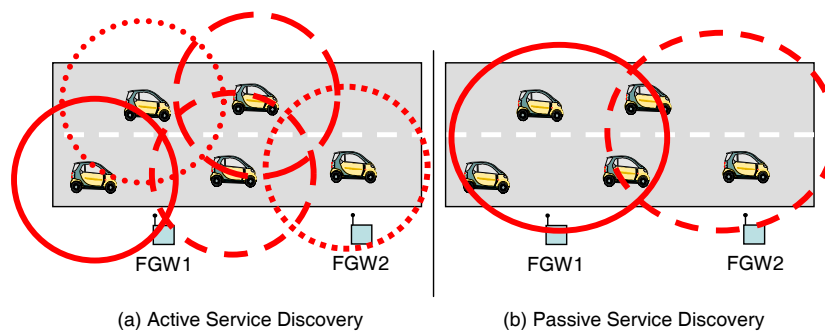 FGW1
FGW2
FGW1
FGW2
(a) Active Service Discovery
(b) Passive Service Discovery